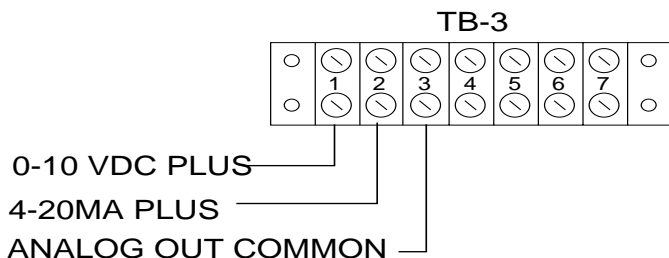 TB-3
1 2 3 4 5 6 7
0-10 VDC PLUS
4-20MA PLUS
ANALOG OUT COMMON